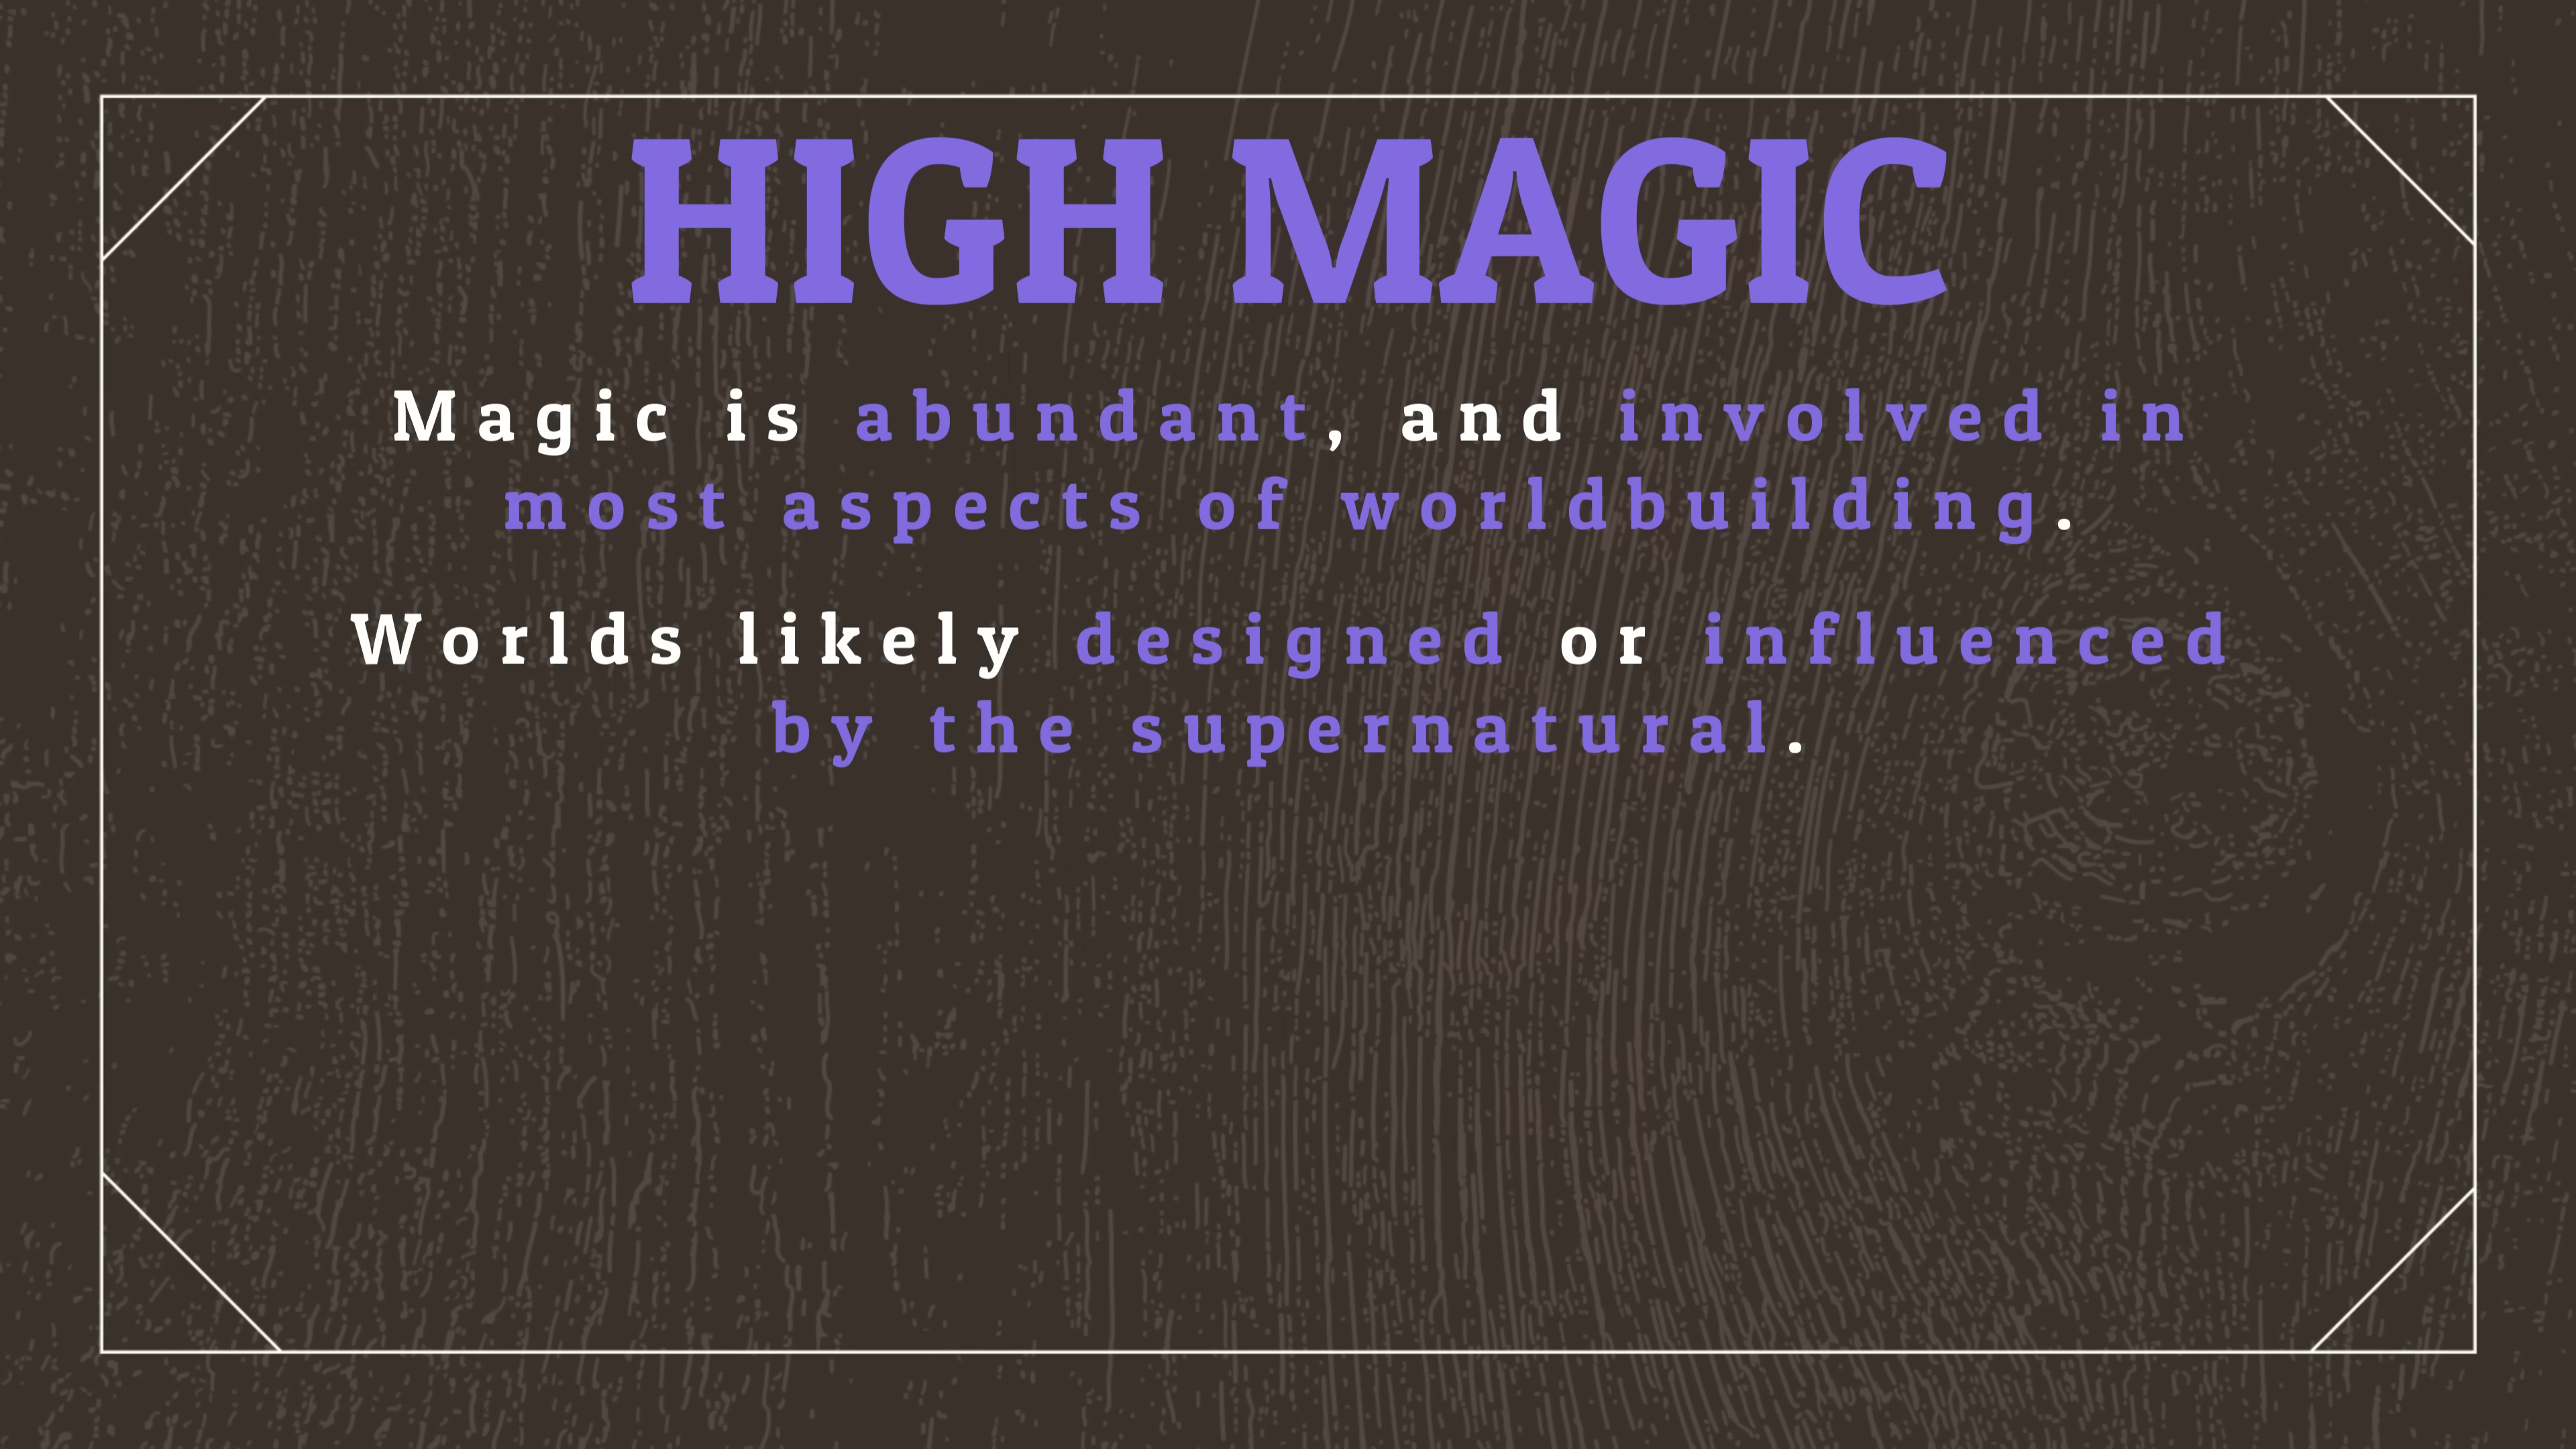 HIGH MAGIC
Magic is abundant, and involved in
most aspects of worldbuilding.
Worlds likely designed or influenced
by the supernatural.